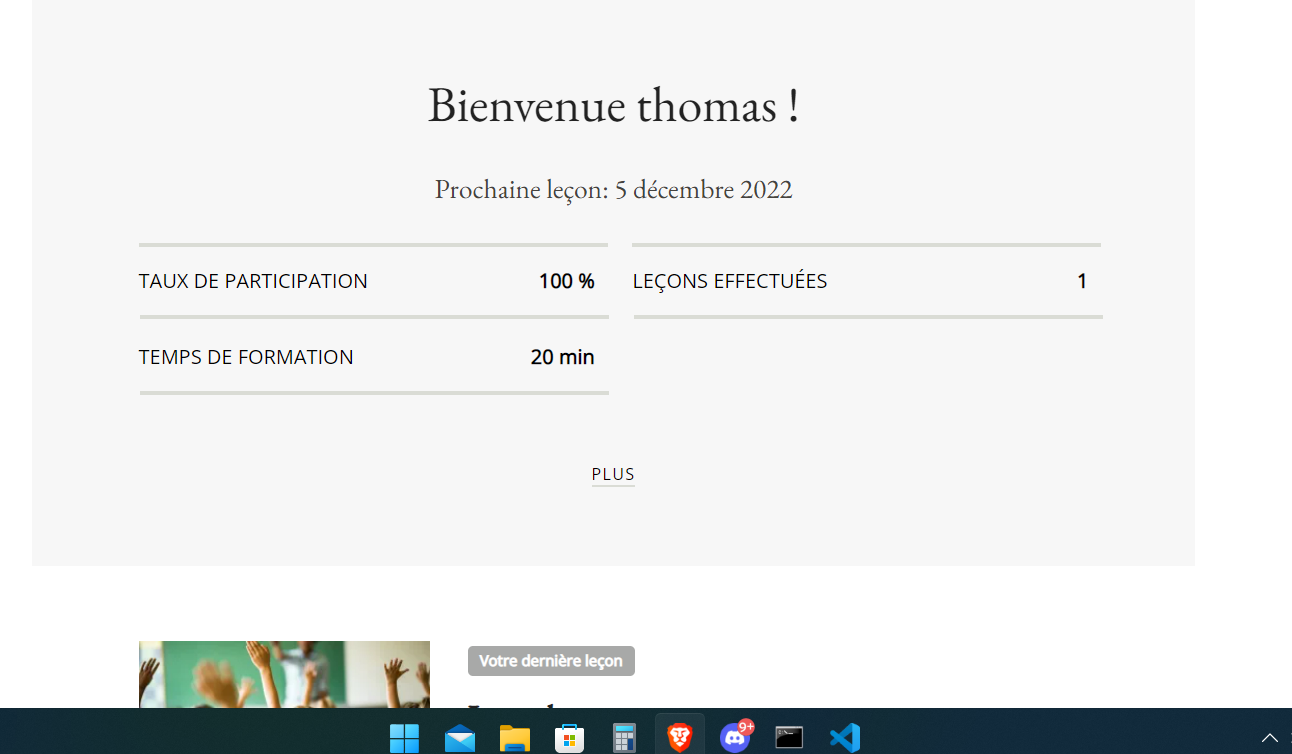 Bienvenue thomas !
Prochaine leçon: 5 décembre 2022
TAUX DE PARTICIPATION 100 % LEÇONS EFFECTUÉES 1
TEMPS DE FORMATION 20 min
PLUS
Votre dernière leçon
9+